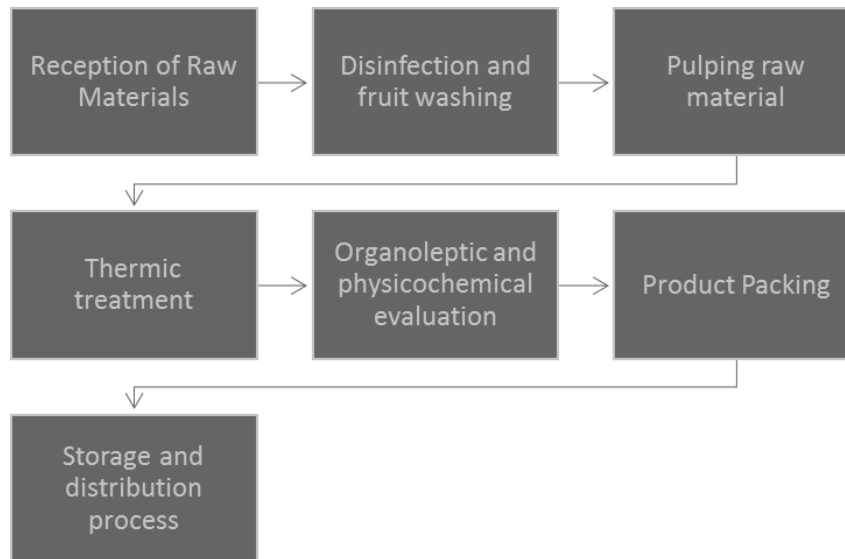 Reception of Raw
Materials
Disinfection and
fruit washing
Pulping raw
material
Thermic
treatment
Organoleptic and
physicochemical
evaluation
Product Packing
Storage and
distribution
process